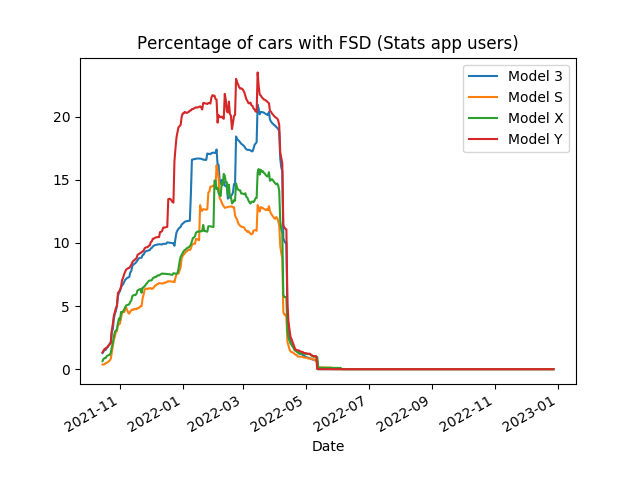 Percentage of cars with FSD (Stats app users)
Model 3
Model S
Model X
Model Y
20
15
10
5
0
2021-11
2022-01
2022-03
2022-05
2022-07
2022-09
2022-11
2023-01
Date